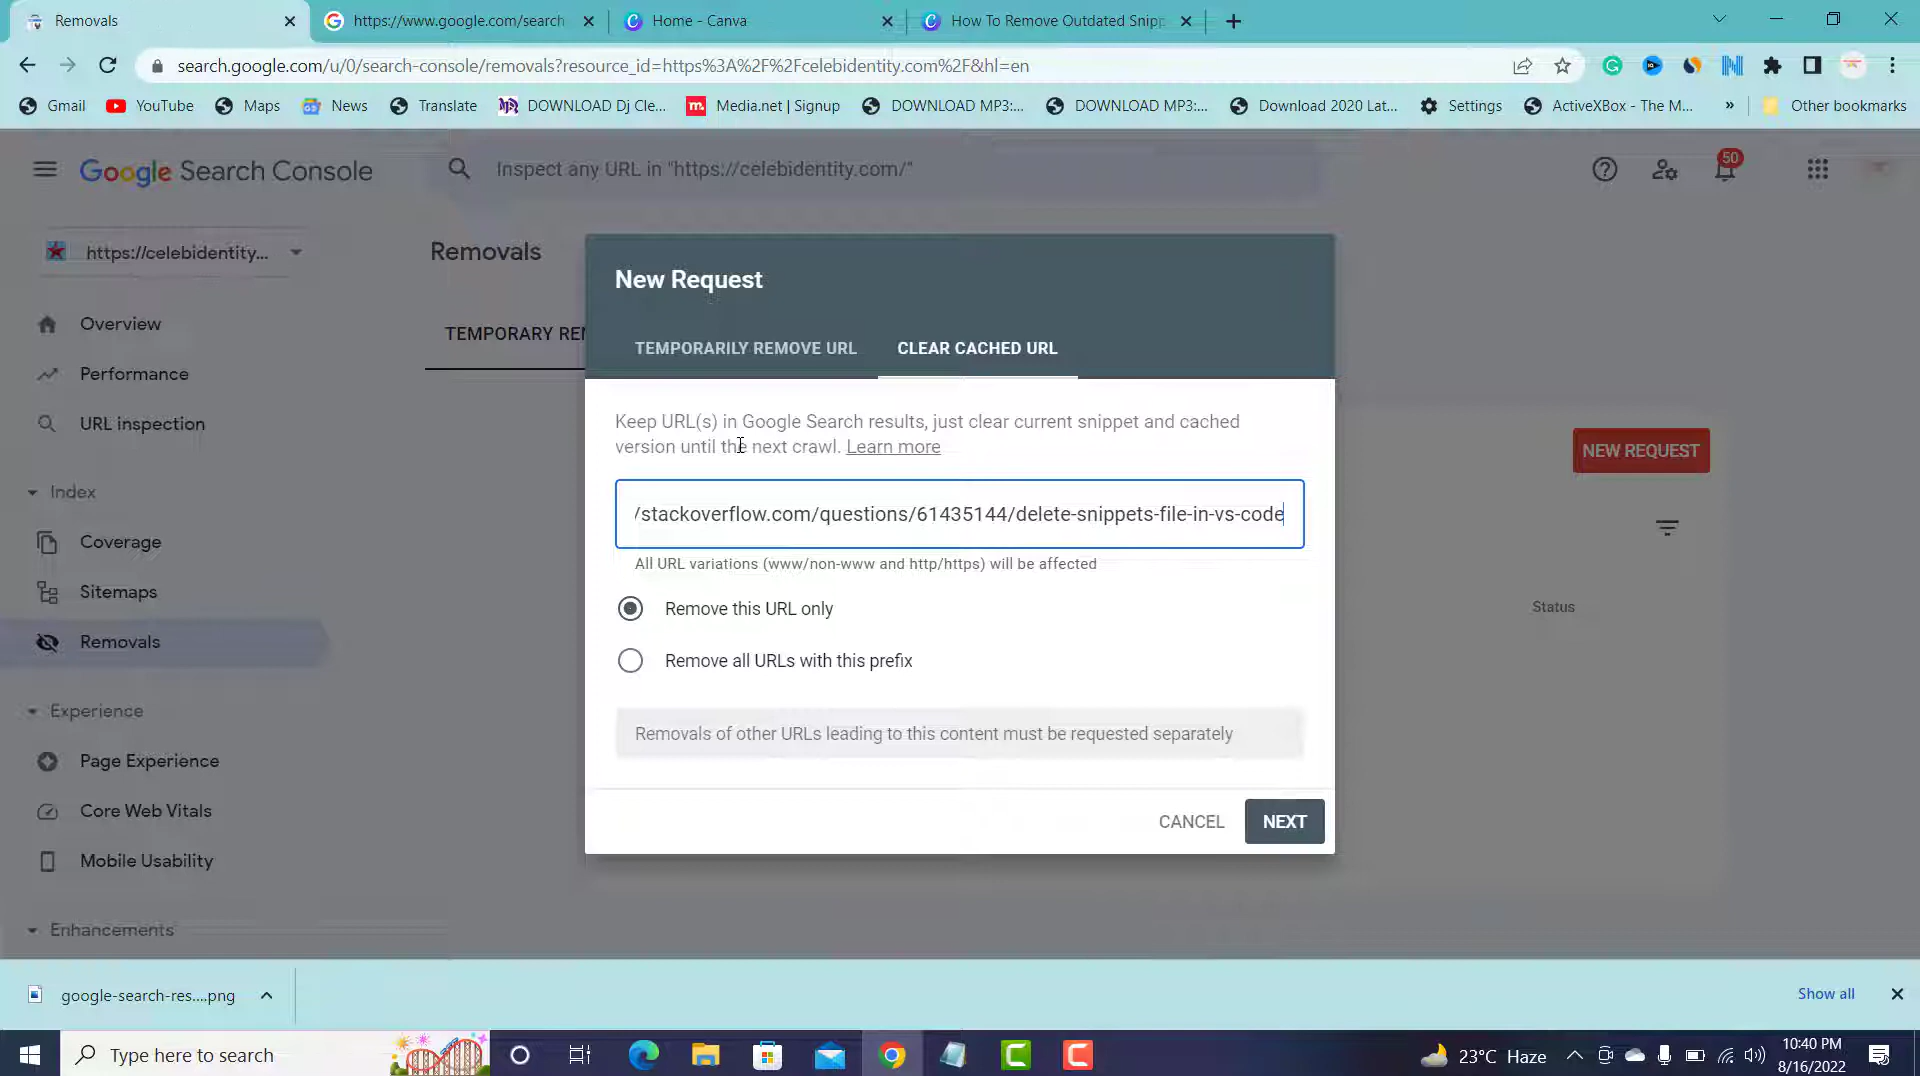 Removals
https://www.google.com/search
Home - Canva
How To Remove Outdated Snipp
search.google.com/u/0/search-console/removals?resource_id=https%3A%2F%2Fcelebidentity.com%2F&hl=en
Gmail
YouTube
Maps
News
Translate
DOWNLOAD Dj Cle...
Media.net | Signup
DOWNLOAD MP3:...
DOWNLOAD MP3:...
Download 2020 Lat...
Settings
ActiveXBox - The M...
»
Other bookmarks
Google Search Console
Inspect any URL in "https://celebidentity.com/"
50
https://celebidentity...
Removals
Overview
TEMPORARY REM
Performance
URL inspection
Index
Coverage
Sitemaps
Removals
Experience
Page Experience
Core Web Vitals
Mobile Usability
Enhancements
New Request
TEMPORARILY REMOVE URL
CLEAR CACHED URL
Keep URL(s) in Google Search results, just clear current snippet and cached
version until the next crawl. Learn more
/stackoverflow.com/questions/61435144/delete-snippets-file-in-vs-code
All URL variations (www/non-www and http/https) will be affected
Remove this URL only
Remove all URLs with this prefix
Removals of other URLs leading to this content must be requested separately
CANCEL
NEXT
NEW REQUEST
Status
google-search-res....png
Show all
Type here to search
23°C Haze
10:40 PM
8/16/2022